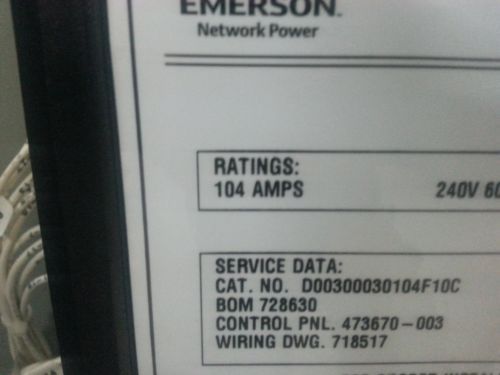 EMERSON.
Network Power
RATINGS:
104 AMPS 240V 60
SERVICE DATA:
CAT. NO. D00300030104F10C
BOM 728630
CONTROL PNL. 473670-003
WIRING DWG. 718517